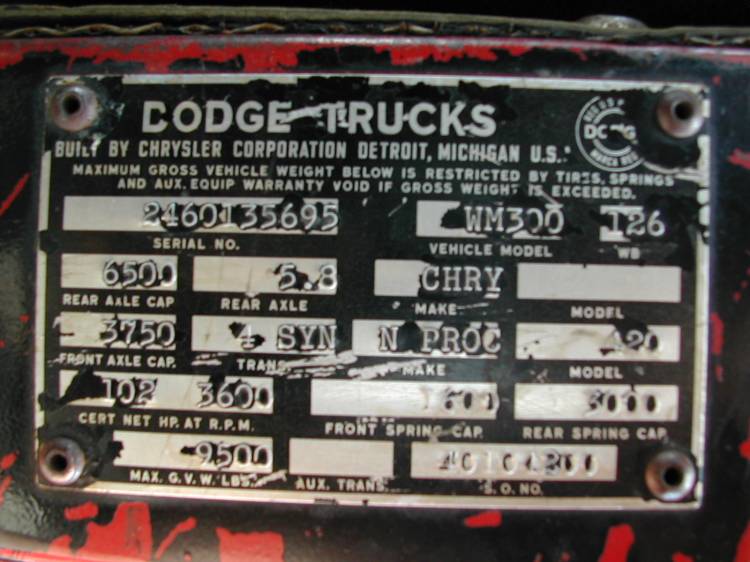 DODGE TRUCKS
BUILT BY CHRYSLER CORPORATION DETROIT, MICHIGAN U.S.
MAXIMUM GROSS VEHICLE WEIGHT BELOW IS RESTRICTED BY TIRES, SPRINGS
AND AUX. EQUIP WARRANTY VOID IF GROSS WEIGHT IS EXCEEDED.
2460135695 WM300 126
SERIAL NO. VEHICLE MODEL WB
6500 5.8 CHRY
REAR AXLE CAP REAR AXLE MAKE MODEL
3750 4 SYN N PROC 420
FRONT AXLE CAP. TRANS. MAKE MODEL
102 3600 1600 3000
CERT NET HP. AT R.P.M. FRONT SPRING CAP. REAR SPRING CAP.
9500
MAX. G.V.W. LBS. AUX. TRANS. S.O. NO.